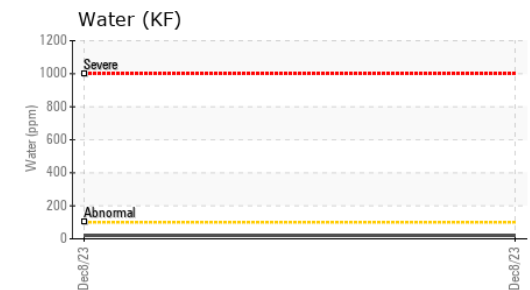 Water (KF)
1200
Severe
1000
800
Water (ppm)
600
400
200
Abnormal
0
Dec8/23
Dec8/23